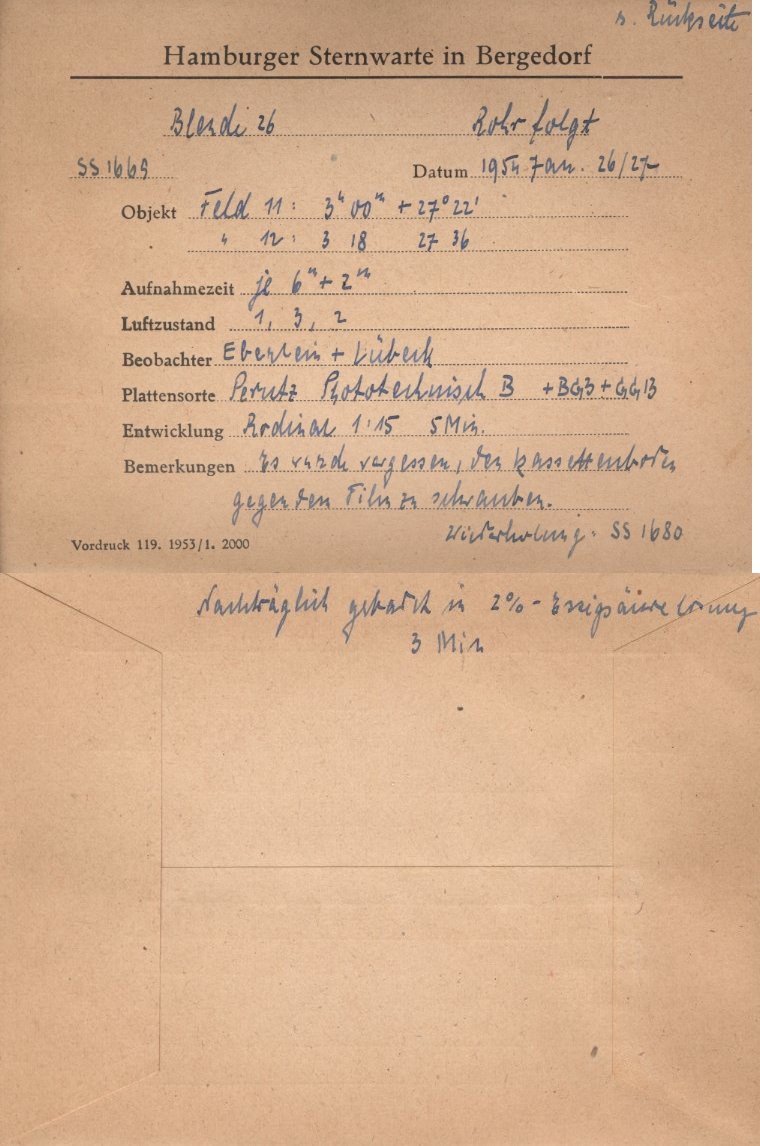 s. Rückseite
Hamburger Sternwarte in Bergedorf
Blende 26 Rohr folgt
SS 1669 Datum 1954 Jan. 26/27
Objekt Feld 11: 3ʰ 00ᵐ + 27° 22'
" 12: 3 18 27 36
Aufnahmezeit je 6ᵐ + 2ᵐ
Luftzustand 1, 3, 2
Beobachter Eberlein + Lübeck
Plattensorte Perutz Phototechnisch B + BG3 + GG13
Entwicklung Rodinal 1:15 5 Min.
Bemerkungen Es wurde vergessen, den Kassettenboden
gegen den Film zu schrauben.
Wiederholung: SS 1680
Vordruck 119. 1953/1. 2000
Nachträglich gebadet in 2% - Essigsäurelösung
3 Min